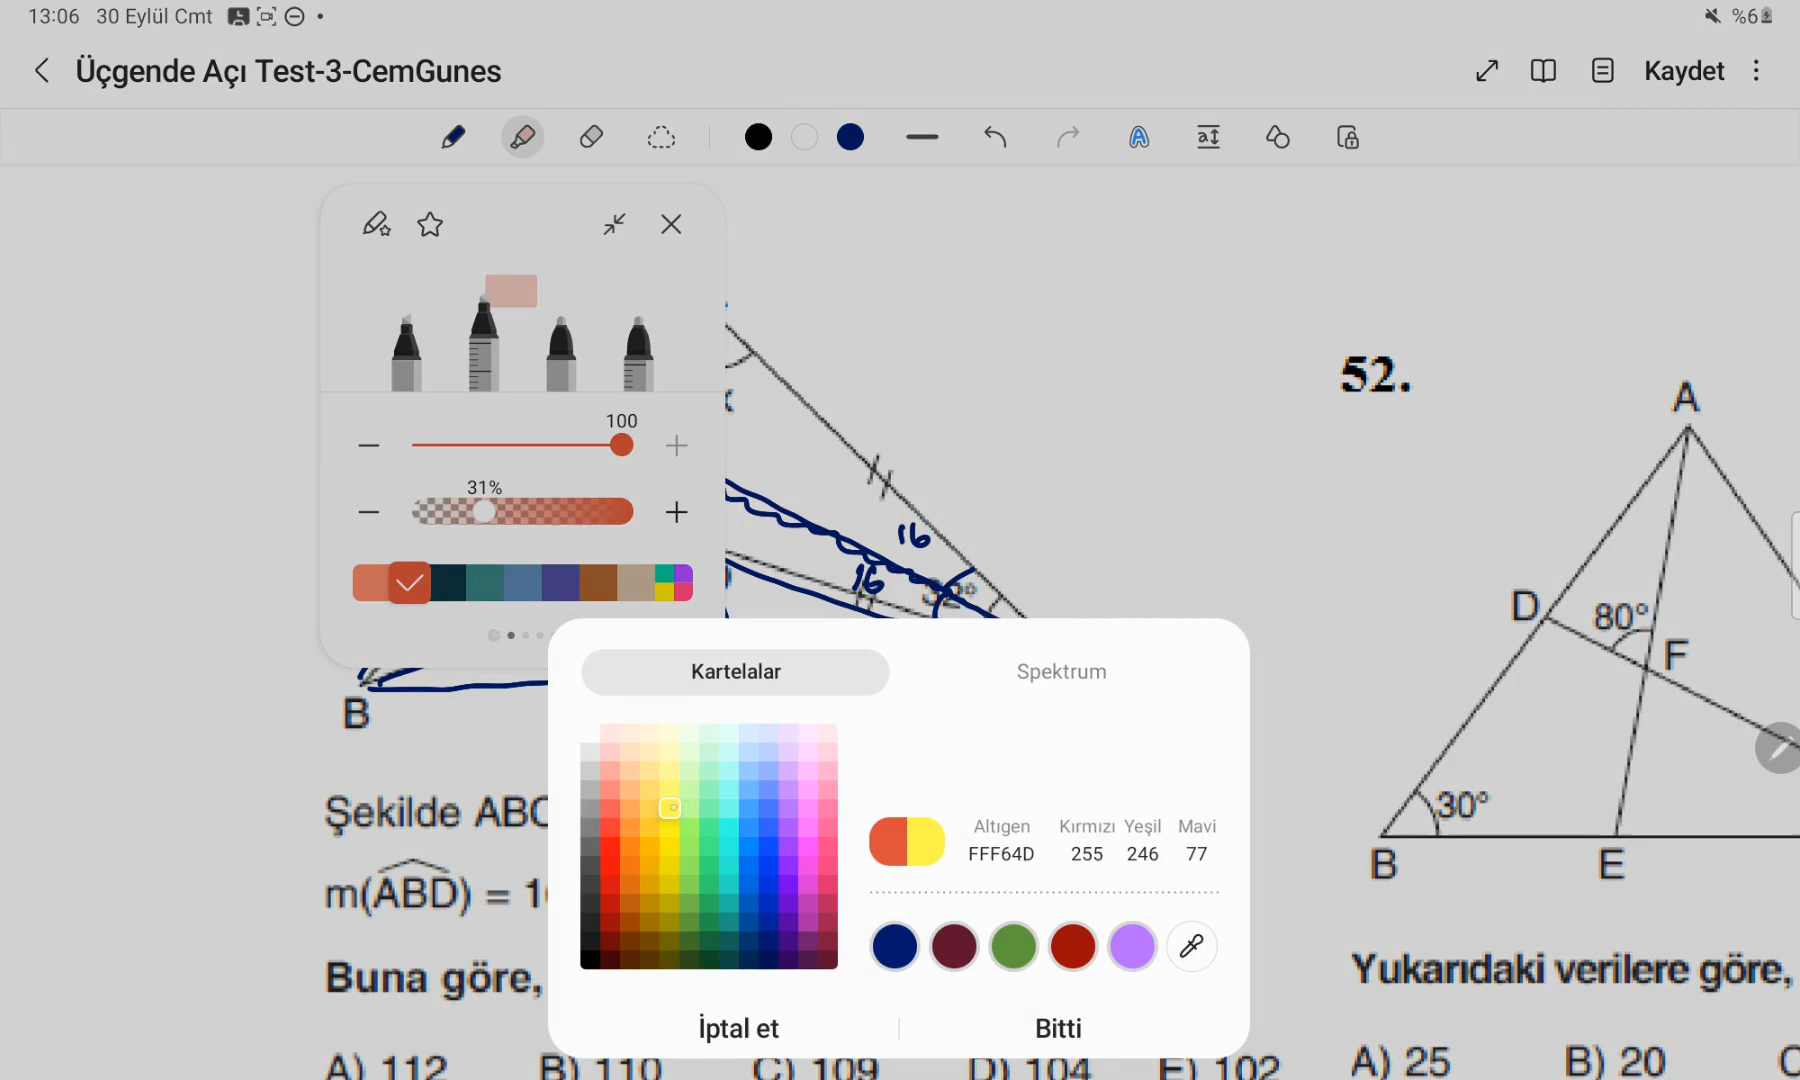 13:06 30 Eylül Cmt
%6
Üçgende Açı Test-3-CemGunes
Kaydet
100
31%
16
16
32°
B
52.
A
D
80°
F
30°
B
E
Kartelalar
Spektrum
Altıgen Kırmızı Yeşil Mavi
FFF64D 255 246 77
İptal et
Bitti
Şekilde ABC
m(ABD) = 1
Buna göre,
A) 112 B) 110 C) 109 D) 104 E) 102
Yukarıdaki verilere göre,
A) 25 B) 20 C